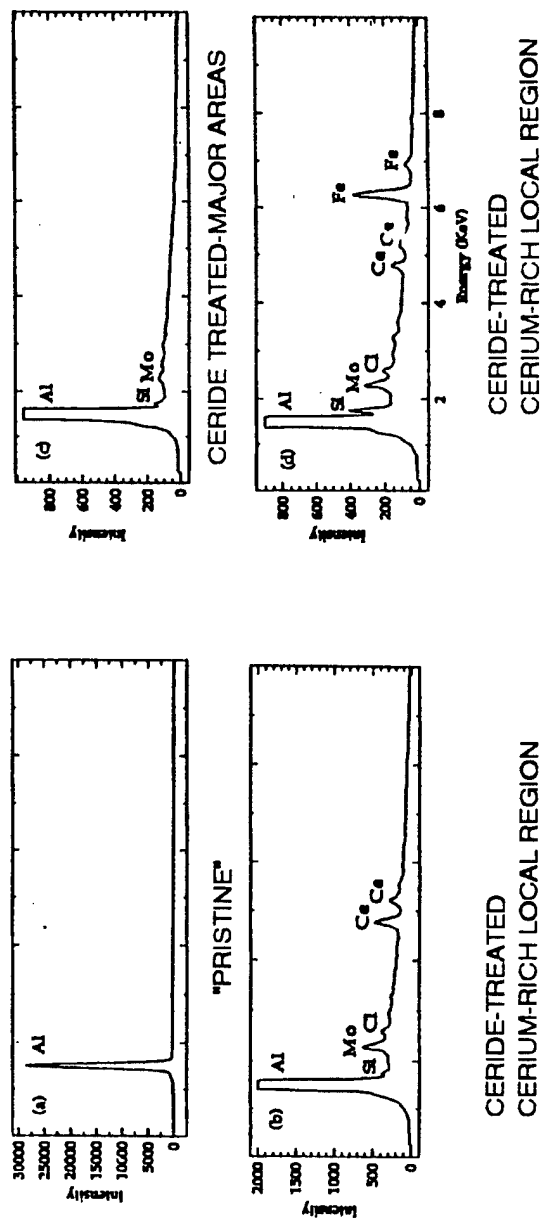 30000
25000
20000
15000
10000
5000
0
Intensity
(a)
Al
"PRISTINE"
2000
1500
1000
500
0
Intensity
(b)
Al
Si
Mo
Cl
Ce
Ce
CERIDE-TREATED
CERIUM-RICH LOCAL REGION
800
600
400
200
0
Intensity
(c)
Al
Si
Mo
CERIDE TREATED-MAJOR AREAS
800
600
400
200
0
Intensity
(d)
Al
Si
Mo
Cl
Ce
Ce
Fe
Fe
2 4 6 8
Energy (KeV)
CERIDE-TREATED
CERIUM-RICH LOCAL REGION